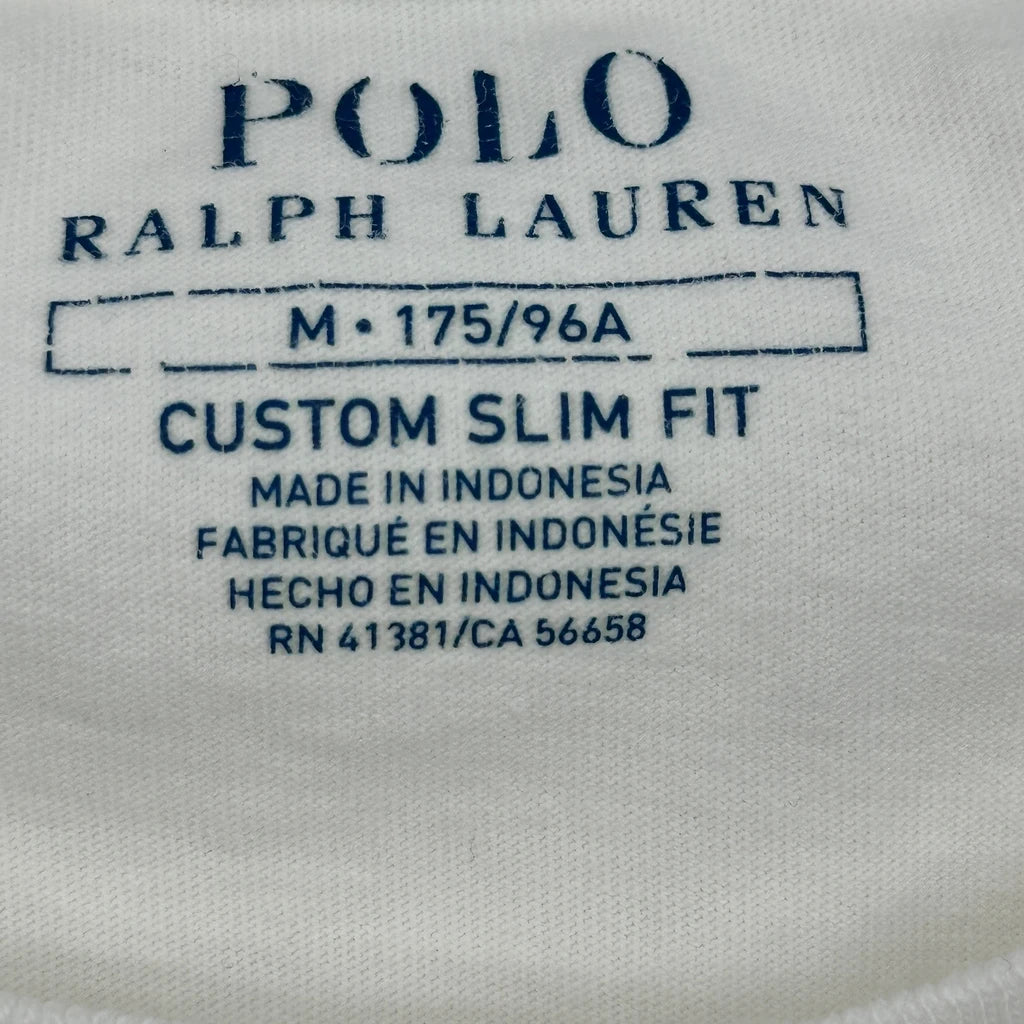 POLO
RALPH LAUREN
M • 175/96A
CUSTOM SLIM FIT
MADE IN INDONESIA
FABRIQUÉ EN INDONÉSIE
HECHO EN INDONESIA
RN 41381/CA 56658